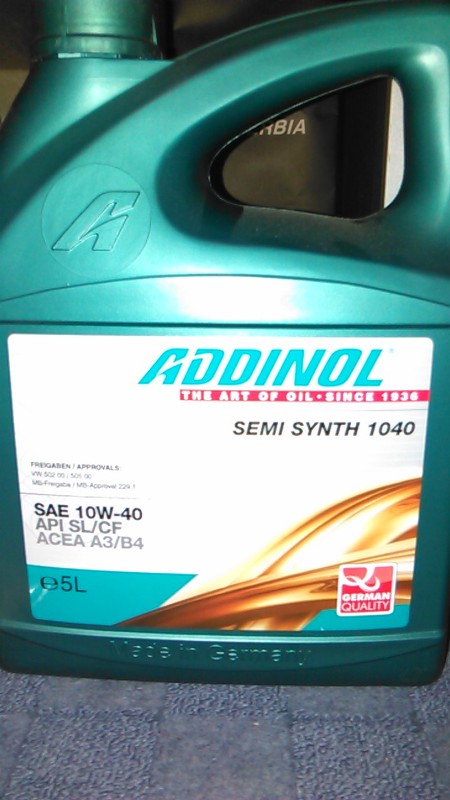 RBIA
ADDINOL
THE ART OF OIL · SINCE 1936
SEMI SYNTH 1040
FREIGABEN / APPROVALS:
VW 502 00 / 505 00
MB-Freigabe / MB-Approval 229.1
SAE 10W-40
API SL/CF
ACEA A3/B4
℮5L
GERMAN
QUALITY
Made in Germany